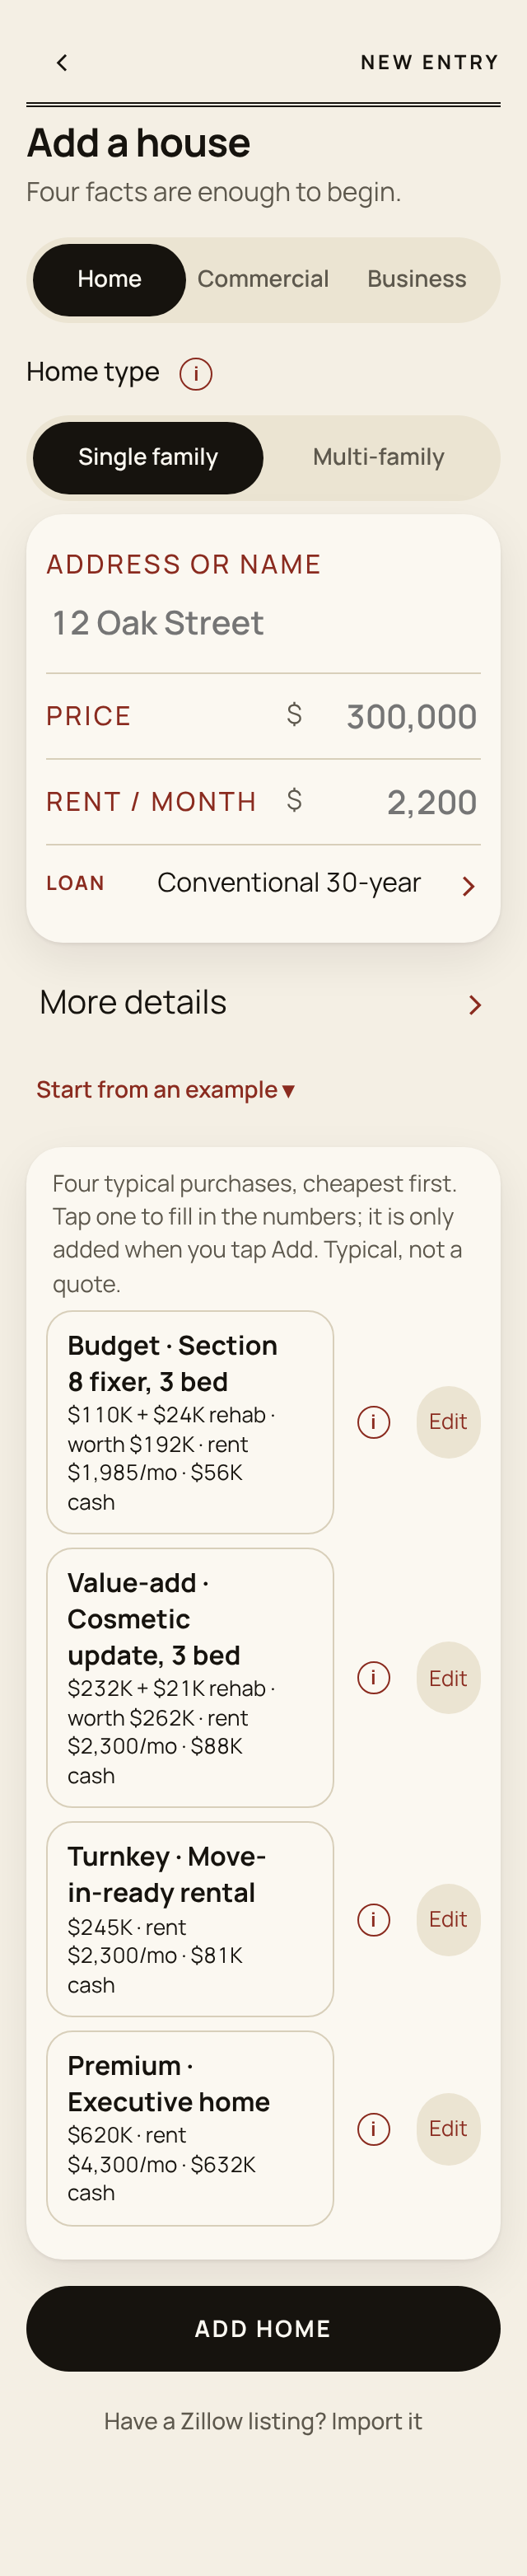 NEW ENTRY
Add a house
Four facts are enough to begin.
Home Commercial Business
Home type i
Single family Multi-family
ADDRESS OR NAME
12 Oak Street
PRICE $ 300,000
RENT / MONTH $ 2,200
LOAN Conventional 30-year
More details
Start from an example ▾
Four typical purchases, cheapest first.
Tap one to fill in the numbers; it is only
added when you tap Add. Typical, not a
quote.
Budget · Section
8 fixer, 3 bed
$110K + $24K rehab ·
worth $192K · rent
$1,985/mo · $56K
cash
i Edit
Value-add ·
Cosmetic
update, 3 bed
$232K + $21K rehab ·
worth $262K · rent
$2,300/mo · $88K
cash
i Edit
Turnkey · Move-
in-ready rental
$245K · rent
$2,300/mo · $81K
cash
i Edit
Premium ·
Executive home
$620K · rent
$4,300/mo · $632K
cash
i Edit
ADD HOME
Have a Zillow listing? Import it